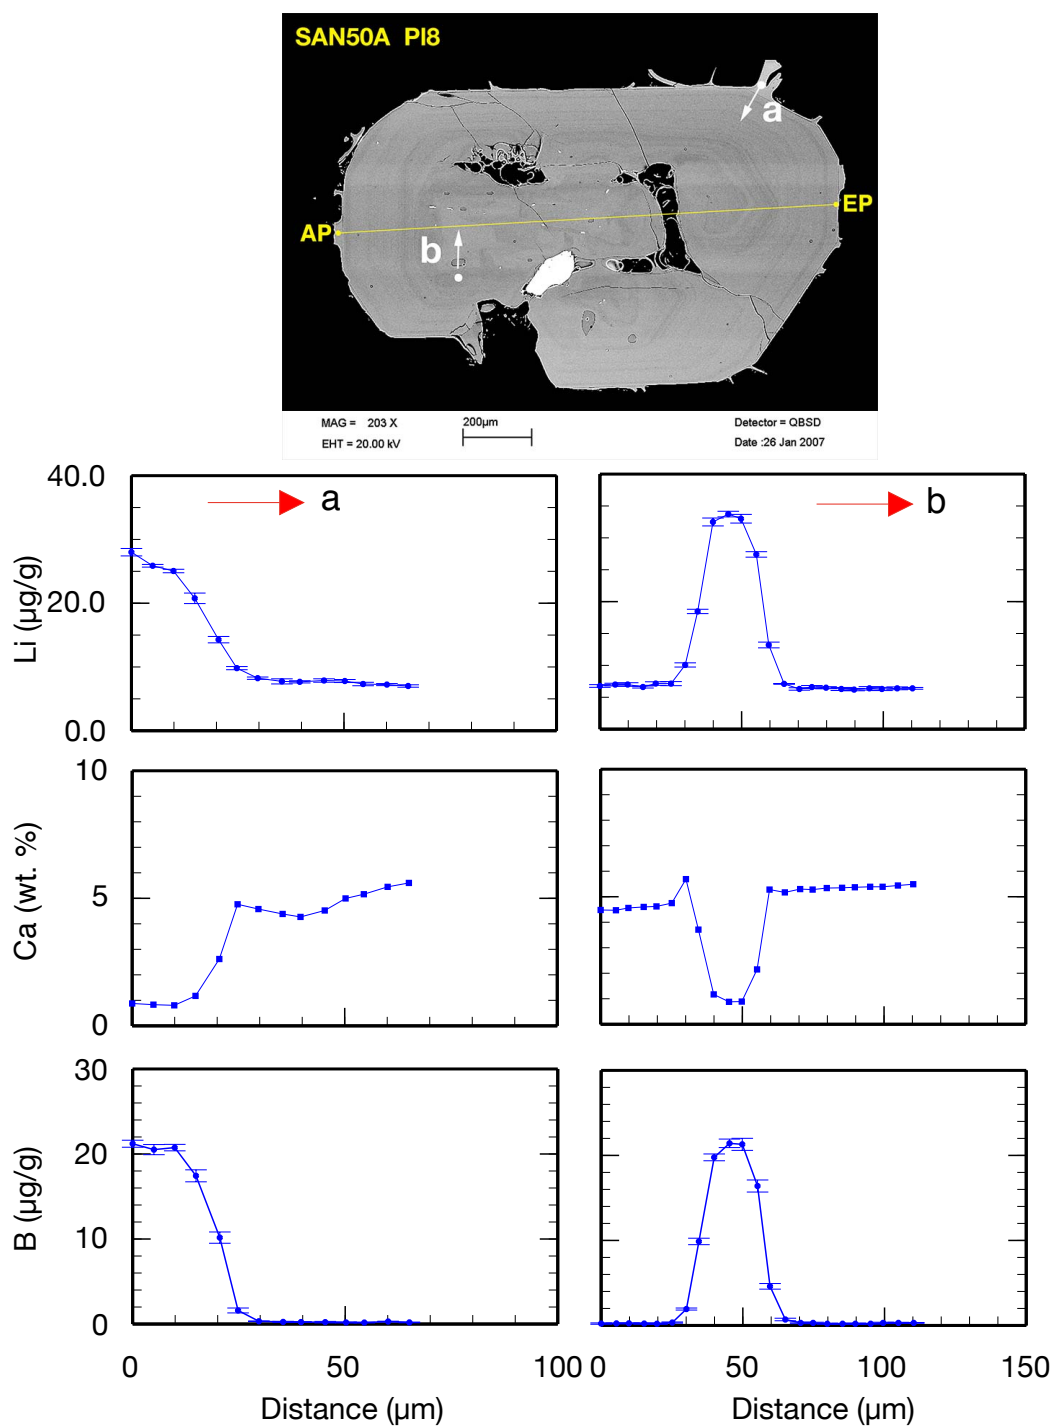 SAN50A PI8
a
AP
EP
b
MAG = 203 X
200µm
Detector = QBSD
EHT = 20.00 kV
Date :26 Jan 2007
40.0
20.0
0.0
Li (µg/g)
a
b
10
5
0
Ca (wt. %)
30
20
10
0
B (µg/g)
0
50
100
0
50
100
150
Distance (µm)
Distance (µm)